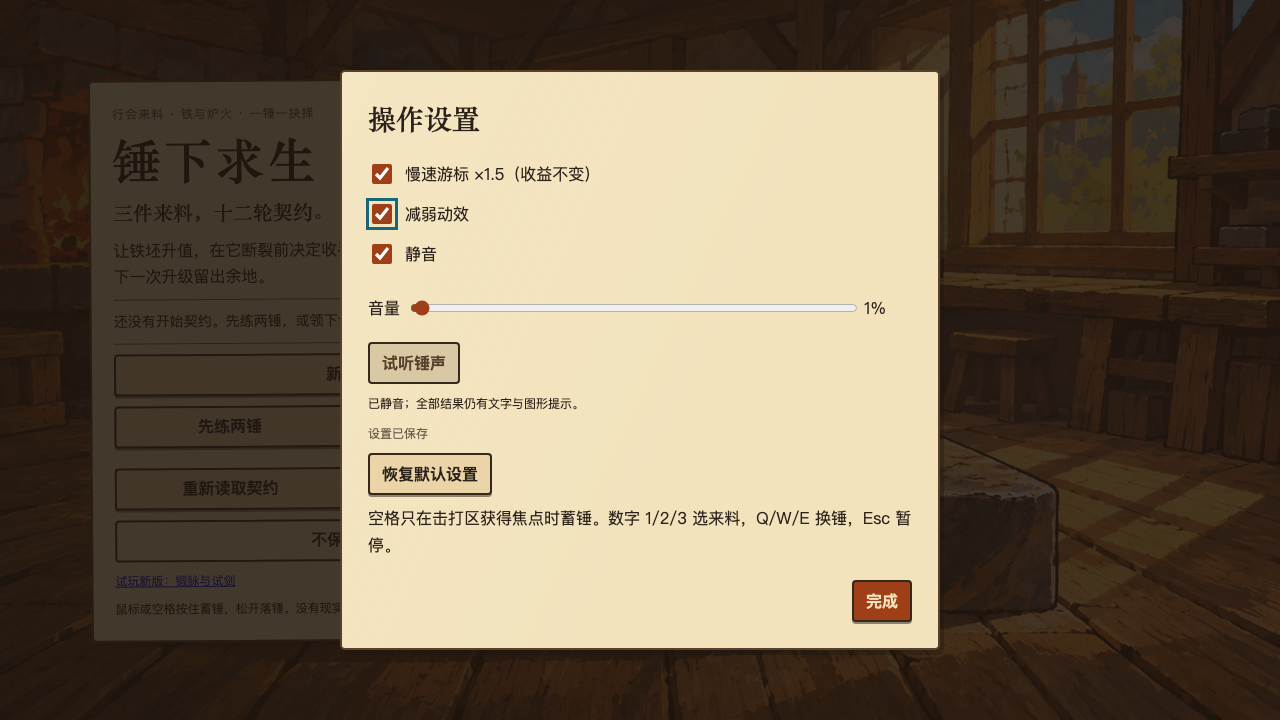 操作设置
慢速游标 ×1.5（收益不变）
减弱动效
静音
音量 1%
试听锤声
已静音；全部结果仍有文字与图形提示。
设置已保存
恢复默认设置
空格只在击打区获得焦点时蓄锤。数字 1/2/3 选来料，Q/W/E 换锤，Esc 暂
停。
完成
行会来料 · 铁与炉火 · 一锤一抉择
锤下求生
三件来料，十二轮契约。
让铁坯升值，在它断裂前决定收
下一次升级留出余地。
还没有开始契约。先练两锤，或领下
新
先练两锤
重新读取契约
不保
试玩新版：锻脉与试剑
鼠标或空格按住蓄锤，松开落锤。没有现实